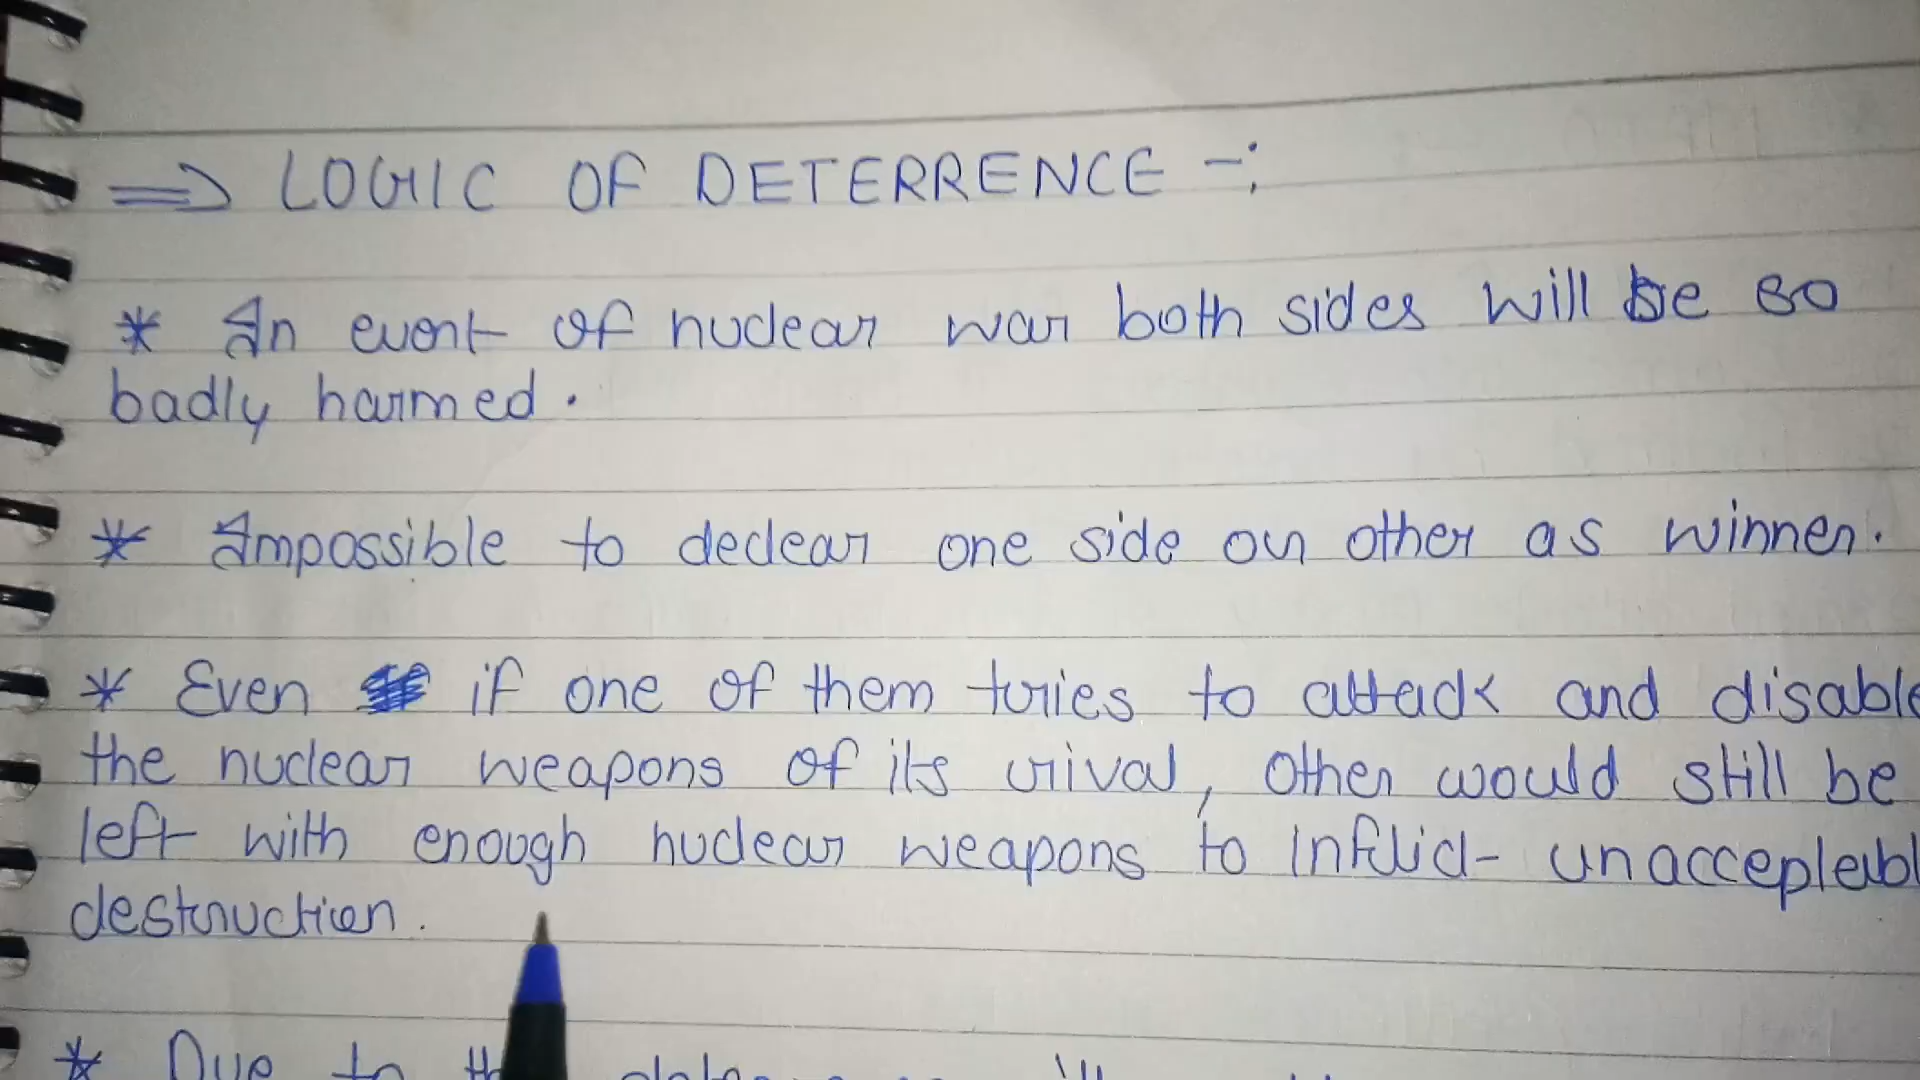 ⇒ LOGIC OF DETERRENCE -:
* In event of nuclear war both sides will be so
badly harmed.
* Impossible to declear one side or other as winner.
* Even if one of them tries to attack and disable
the nuclear weapons of its rival, other would still be
left with enough nuclear weapons to inflict unacceptabl
destruction.
* Due to